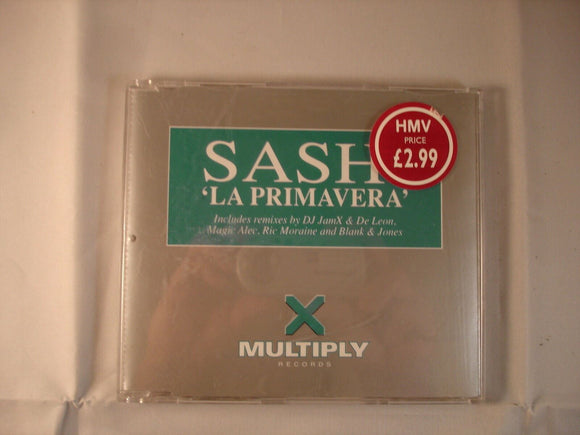 SASH
'LA PRIMAVERA'
Includes remixes by DJ JamX & De Leon,
Magic Alec, Ric Moraine and Blank & Jones
HMV
PRICE
£2.99
X
MULTIPLY
RECORDS